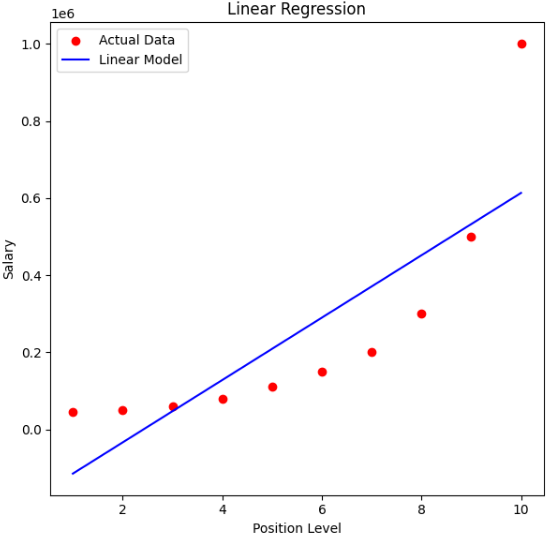 Linear Regression
1e6
Actual Data
Linear Model
1.0
0.8
0.6
0.4
0.2
0.0
Salary
2 4 6 8 10
Position Level